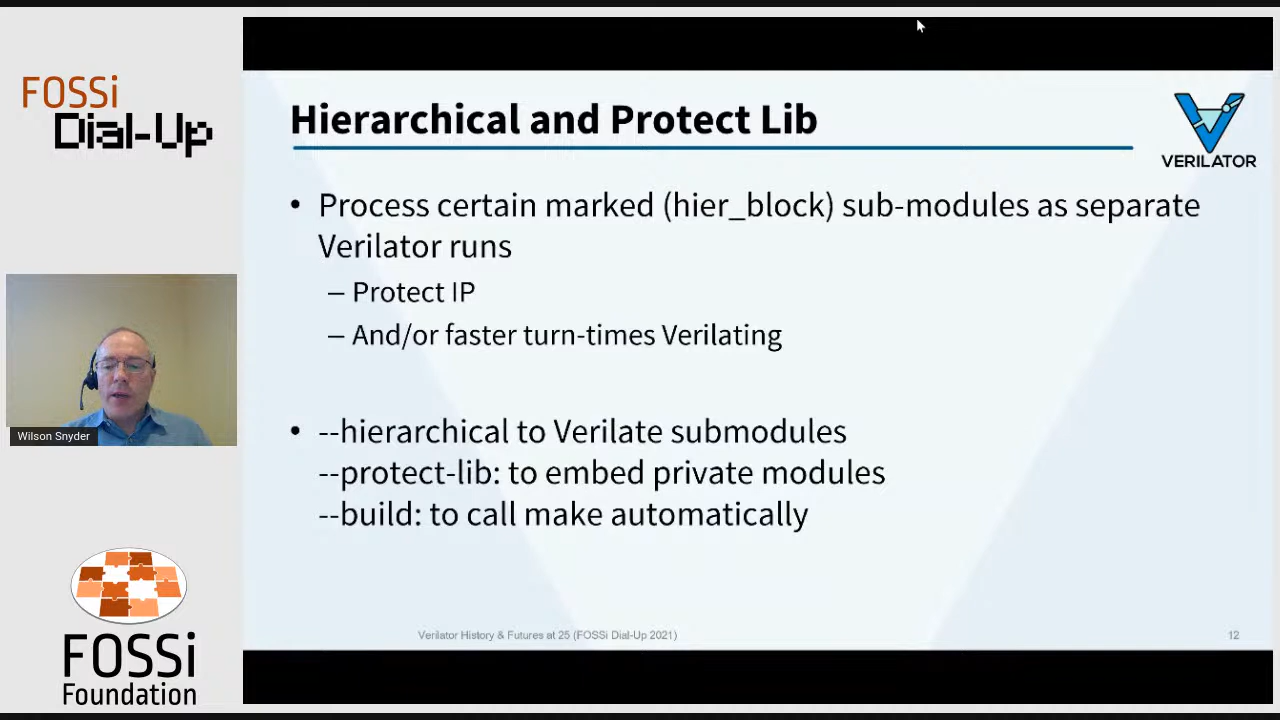 FOSSi
Dial-Up
Hierarchical and Protect Lib
VERILATOR
• Process certain marked (hier_block) sub-modules as separate
Verilator runs
– Protect IP
– And/or faster turn-times Verilating
• --hierarchical to Verilate submodules
--protect-lib: to embed private modules
--build: to call make automatically
Wilson Snyder
FOSSi
Foundation
Verilator History & Futures at 25 (FOSSi Dial-Up 2021)
12